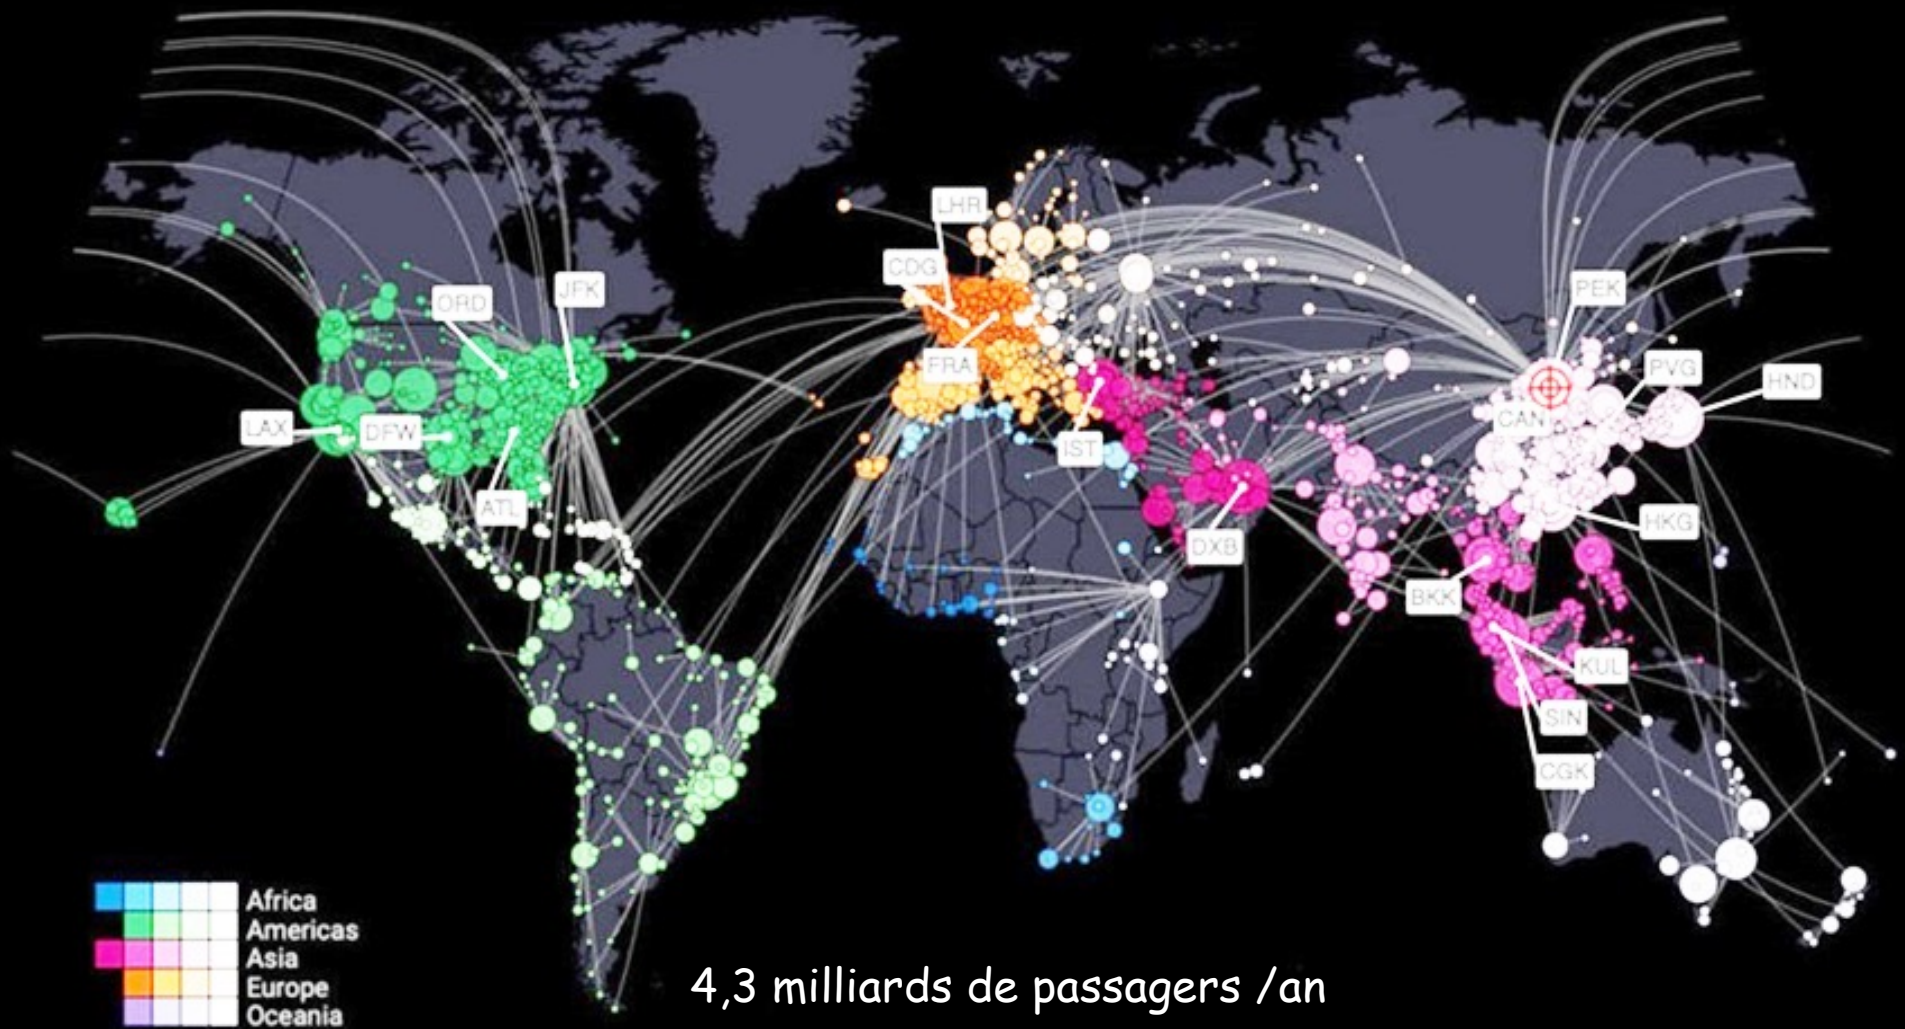 LHR
CDG
JFK
ORD
PEK
FRA
PVG
HND
LAX
DFW
CAN
IST
ATL
HKG
DXB
BKK
KUL
SIN
CGK
Africa
Americas
Asia
Europe
Oceania
4,3 milliards de passagers /an